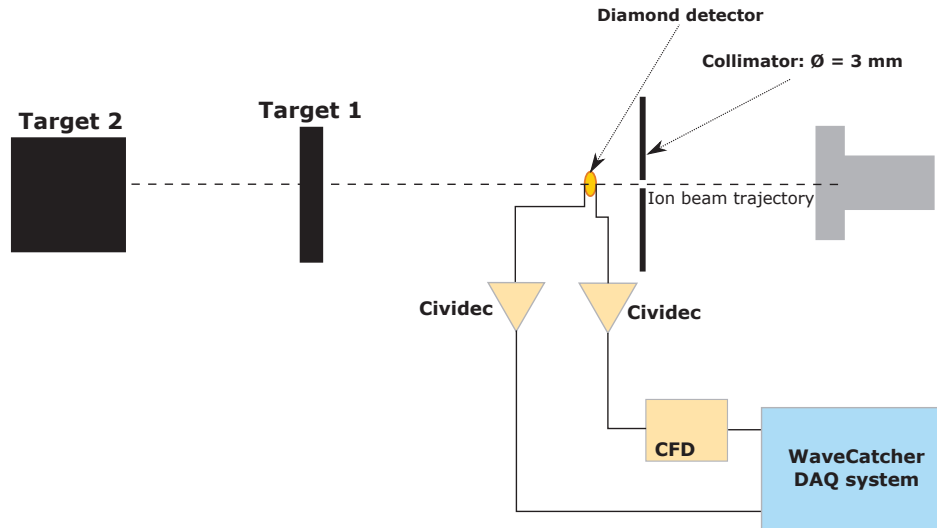 Diamond detector
Collimator: Ø = 3 mm
Target 2
Target 1
Ion beam trajectory
Cividec
Cividec
CFD
WaveCatcher
DAQ system